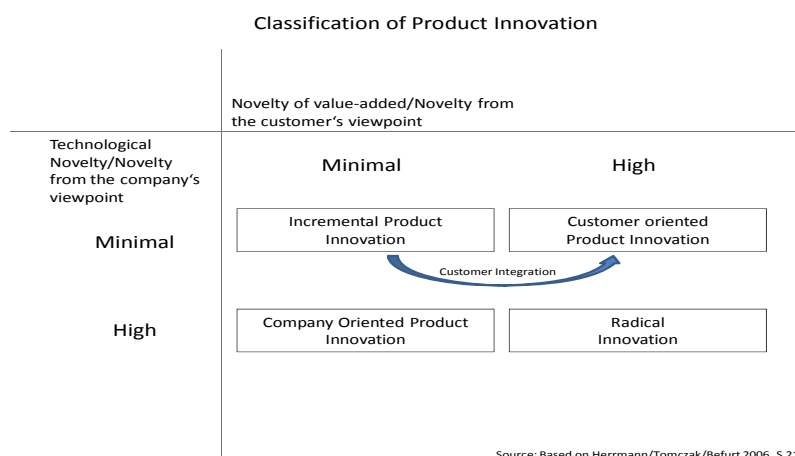 Classification of Product Innovation
Novelty of value-added/Novelty from
the customer's viewpoint
Technological
Novelty/Novelty
from the company's
viewpoint
Minimal
High
Minimal
Incremental Product
Innovation
Customer oriented
Product Innovation
Customer Integration
High
Company Oriented Product
Innovation
Radical
Innovation
Source: Based on Herrmann/Tomczak/Befurt 2006, S.